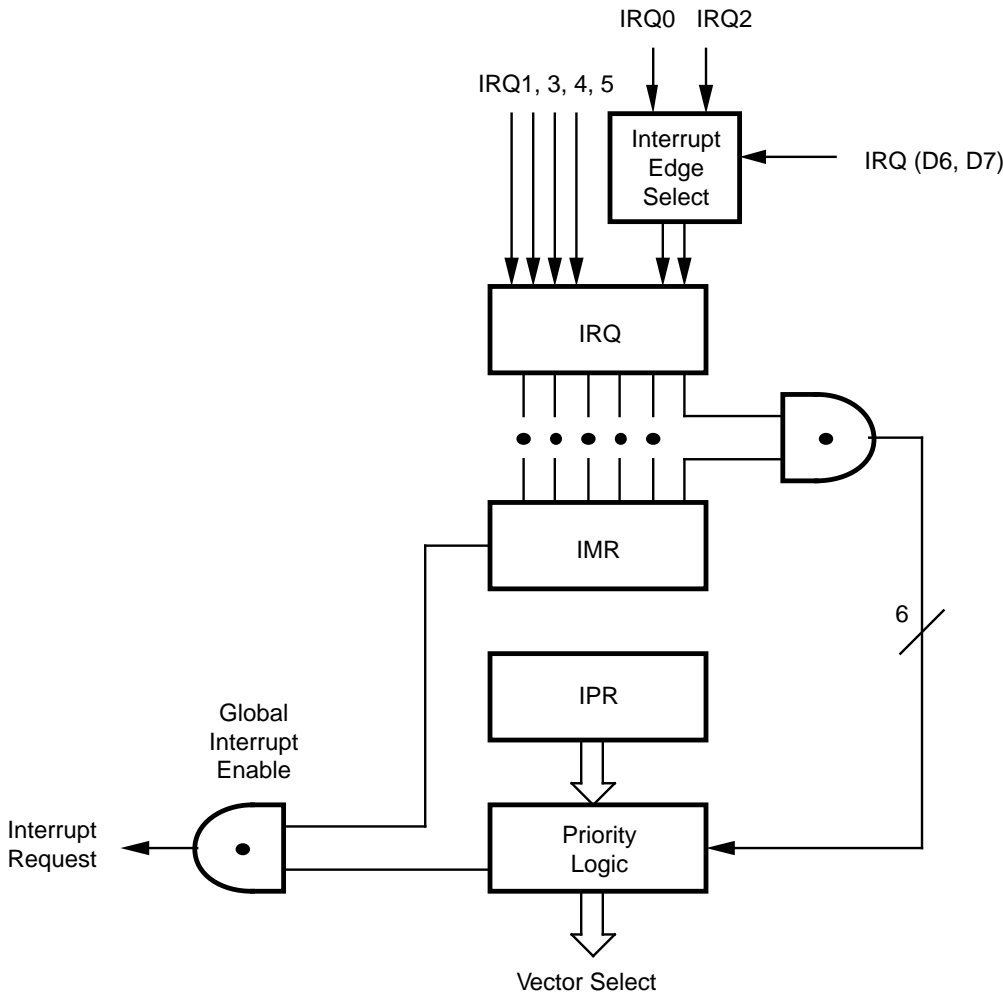 IRQ0 IRQ2
IRQ1, 3, 4, 5
Interrupt
Edge
Select
IRQ (D6, D7)
IRQ
IMR
6
IPR
Global
Interrupt
Enable
Interrupt
Request
Priority
Logic
Vector Select